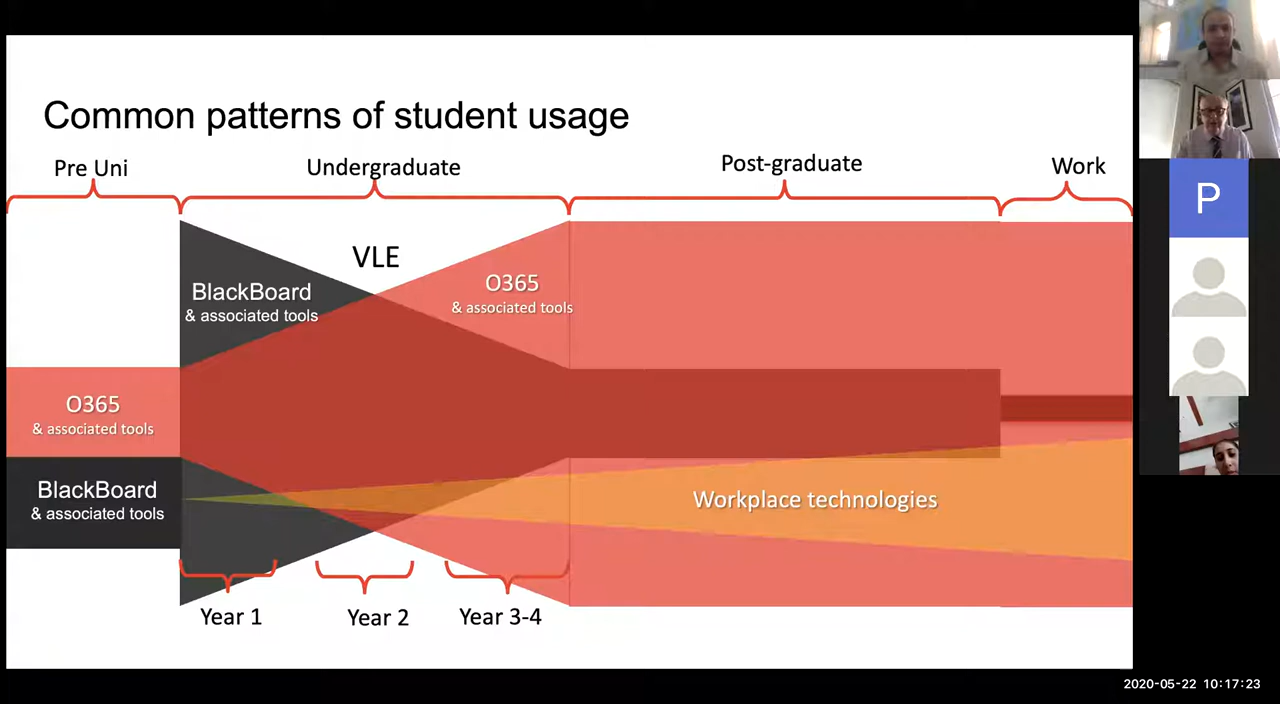 Common patterns of student usage
Pre Uni
Undergraduate
Post-graduate
Work
VLE
BlackBoard
& associated tools
O365
& associated tools
O365
& associated tools
BlackBoard
& associated tools
Workplace technologies
Year 1
Year 2
Year 3-4
P
2020-05-22 10:17:23